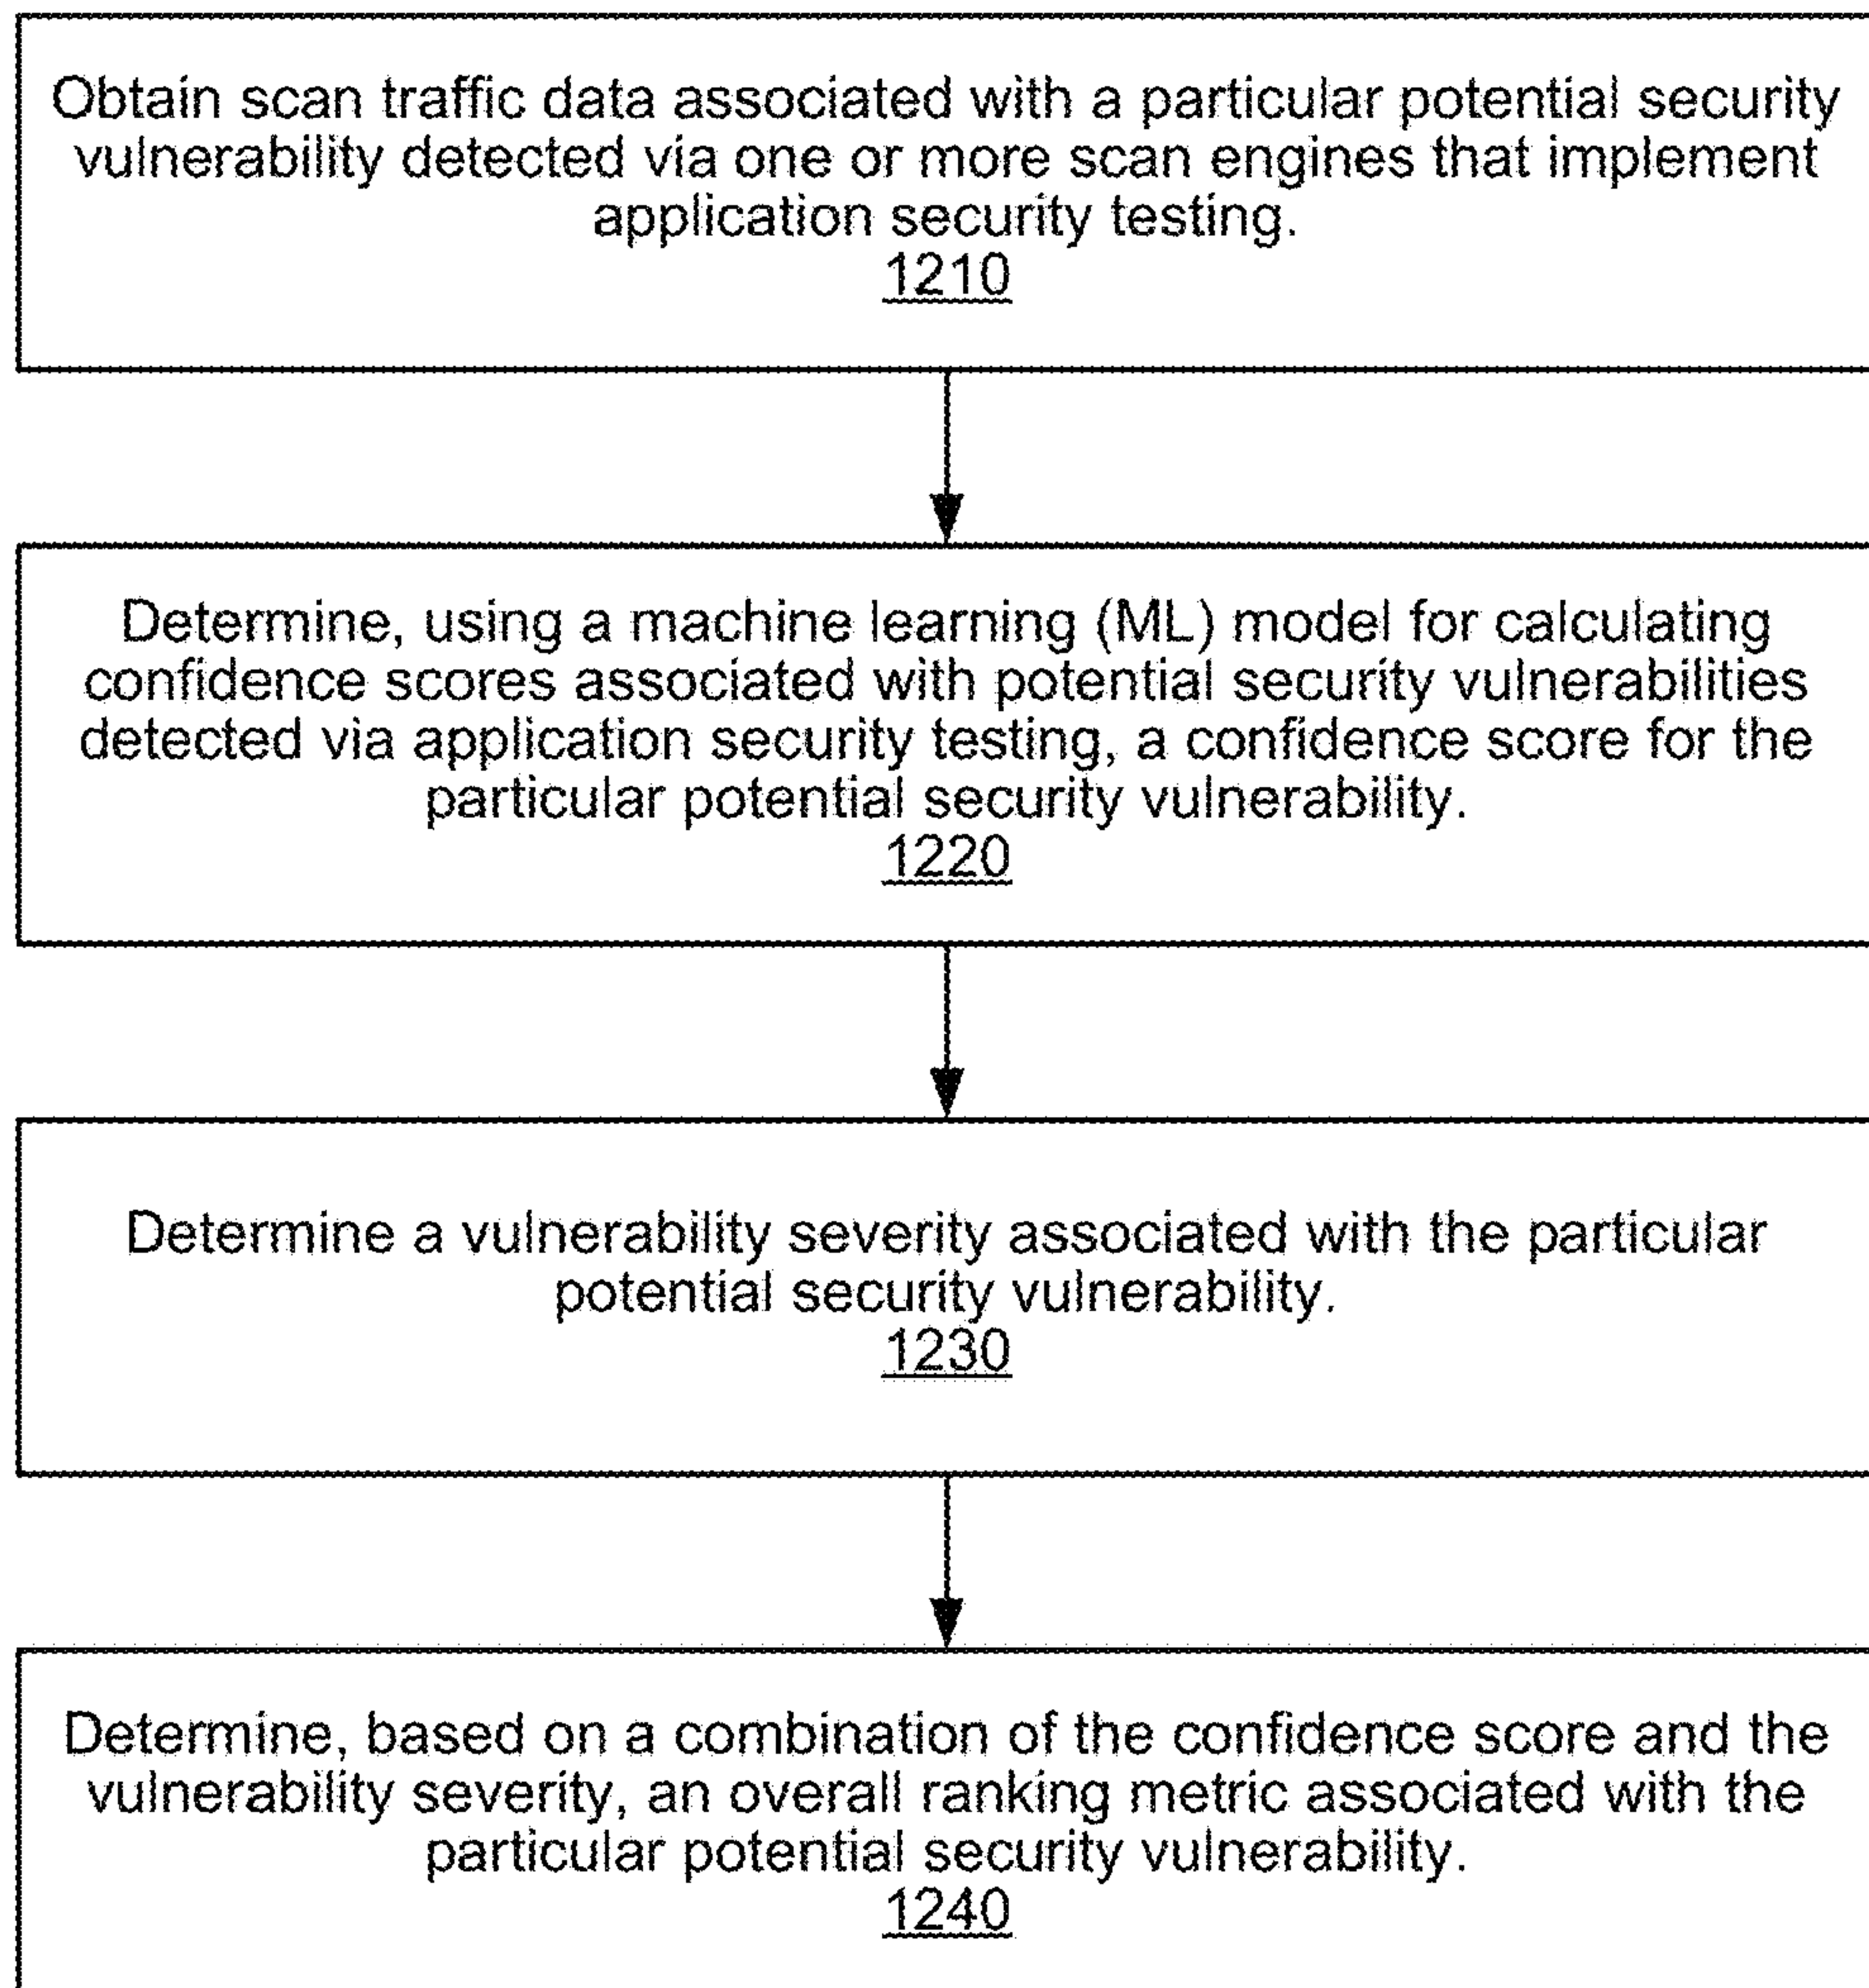 Obtain scan traffic data associated with a particular potential security
vulnerability detected via one or more scan engines that implement
application security testing.
1210
Determine, using a machine learning (ML) model for calculating
confidence scores associated with potential security vulnerabilities
detected via application security testing, a confidence score for the
particular potential security vulnerability.
1220
Determine a vulnerability severity associated with the particular
potential security vulnerability.
1230
Determine, based on a combination of the confidence score and the
vulnerability severity, an overall ranking metric associated with the
particular potential security vulnerability.
1240